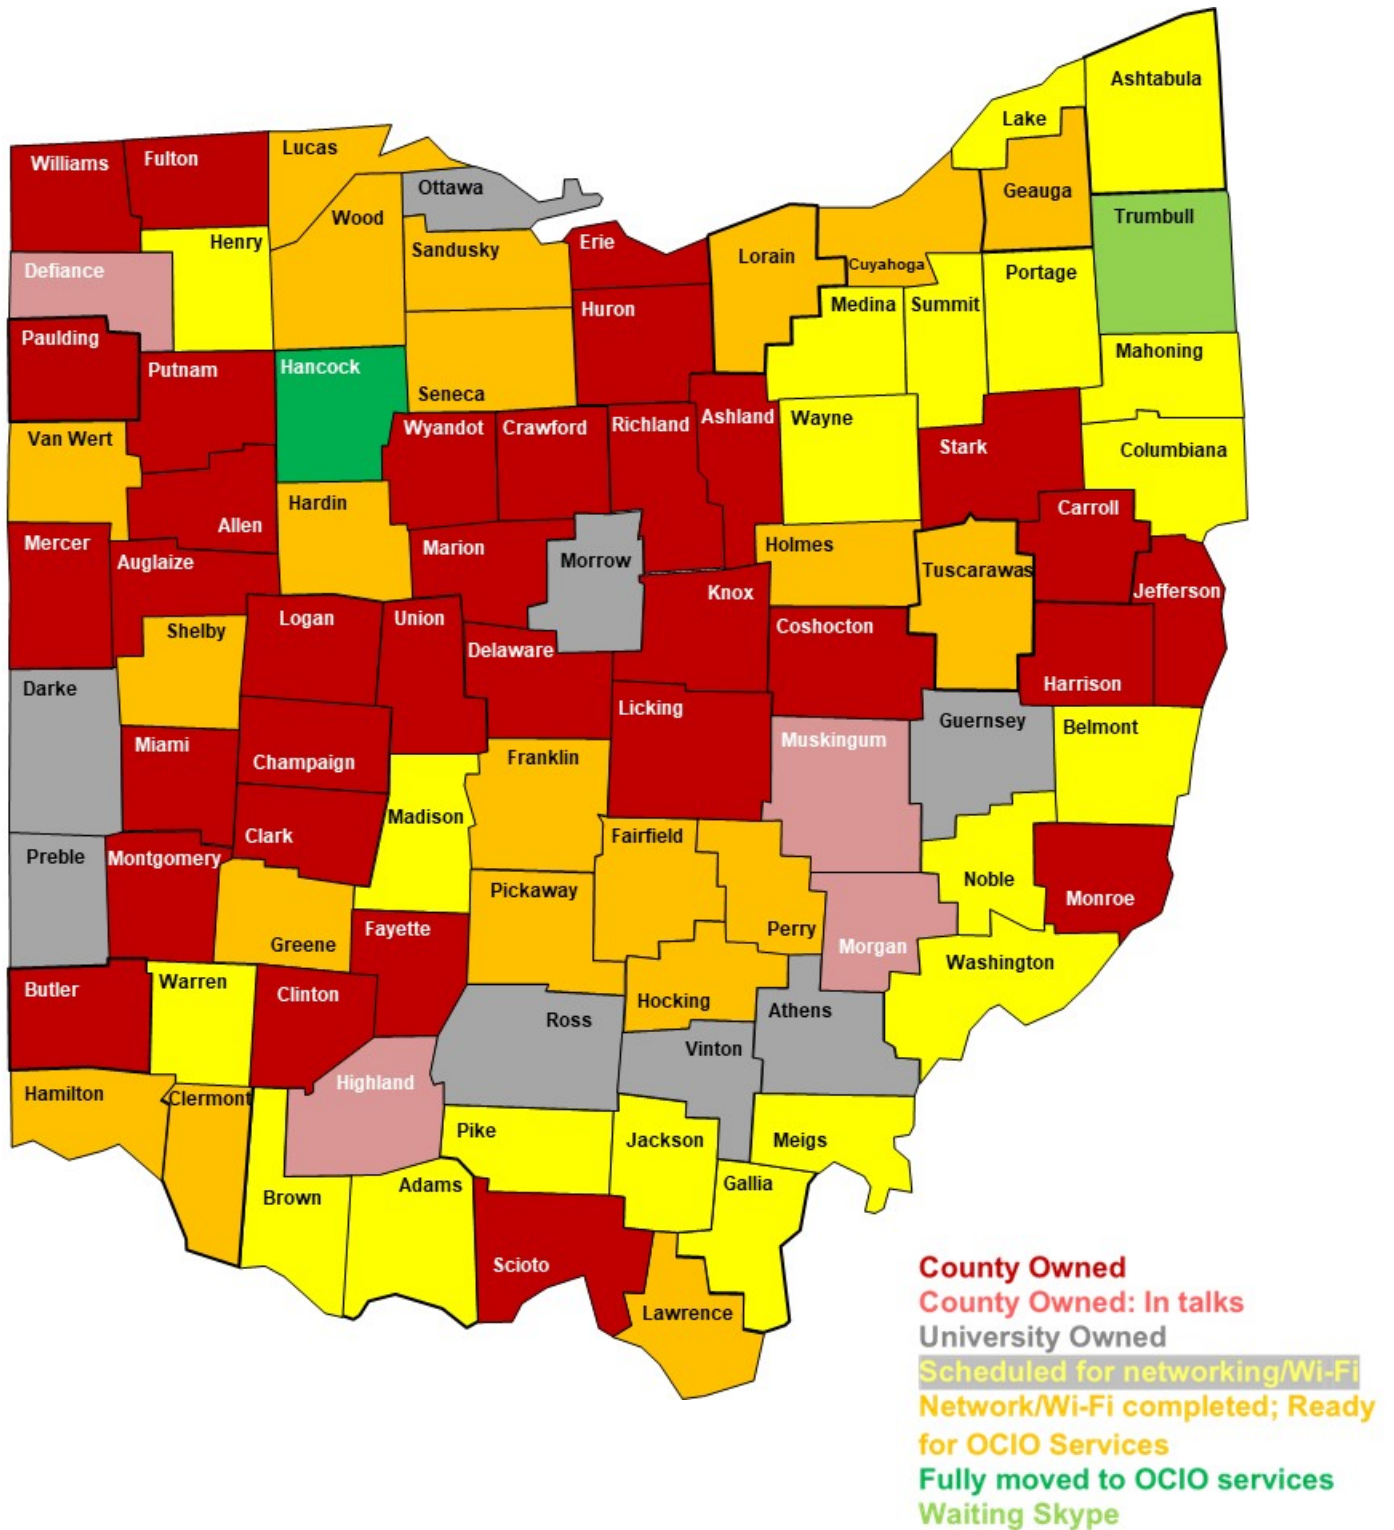 Ashtabula
Lake
Williams
Fulton
Lucas
Ottawa
Geauga
Wood
Trumbull
Henry
Sandusky
Erie
Lorain
Cuyahoga
Defiance
Portage
Huron
Medina
Summit
Paulding
Putnam
Hancock
Mahoning
Seneca
Ashland
Wayne
Van Wert
Wyandot
Crawford
Richland
Stark
Columbiana
Hardin
Carroll
Allen
Mercer
Marion
Holmes
Auglaize
Morrow
Tuscarawas
Knox
Jefferson
Logan
Union
Shelby
Coshocton
Delaware
Darke
Harrison
Licking
Guernsey
Belmont
Miami
Muskingum
Champaign
Franklin
Madison
Clark
Fairfield
Preble
Montgomery
Noble
Pickaway
Monroe
Fayette
Perry
Greene
Morgan
Washington
Warren
Butler
Clinton
Hocking
Athens
Ross
Vinton
Highland
Hamilton
Clermont
Pike
Jackson
Meigs
Adams
Gallia
Brown
Scioto
Lawrence
County Owned
County Owned: In talks
University Owned
Scheduled for networking/Wi-Fi
Network/Wi-Fi completed; Ready
for OCIO Services
Fully moved to OCIO services
Waiting Skype